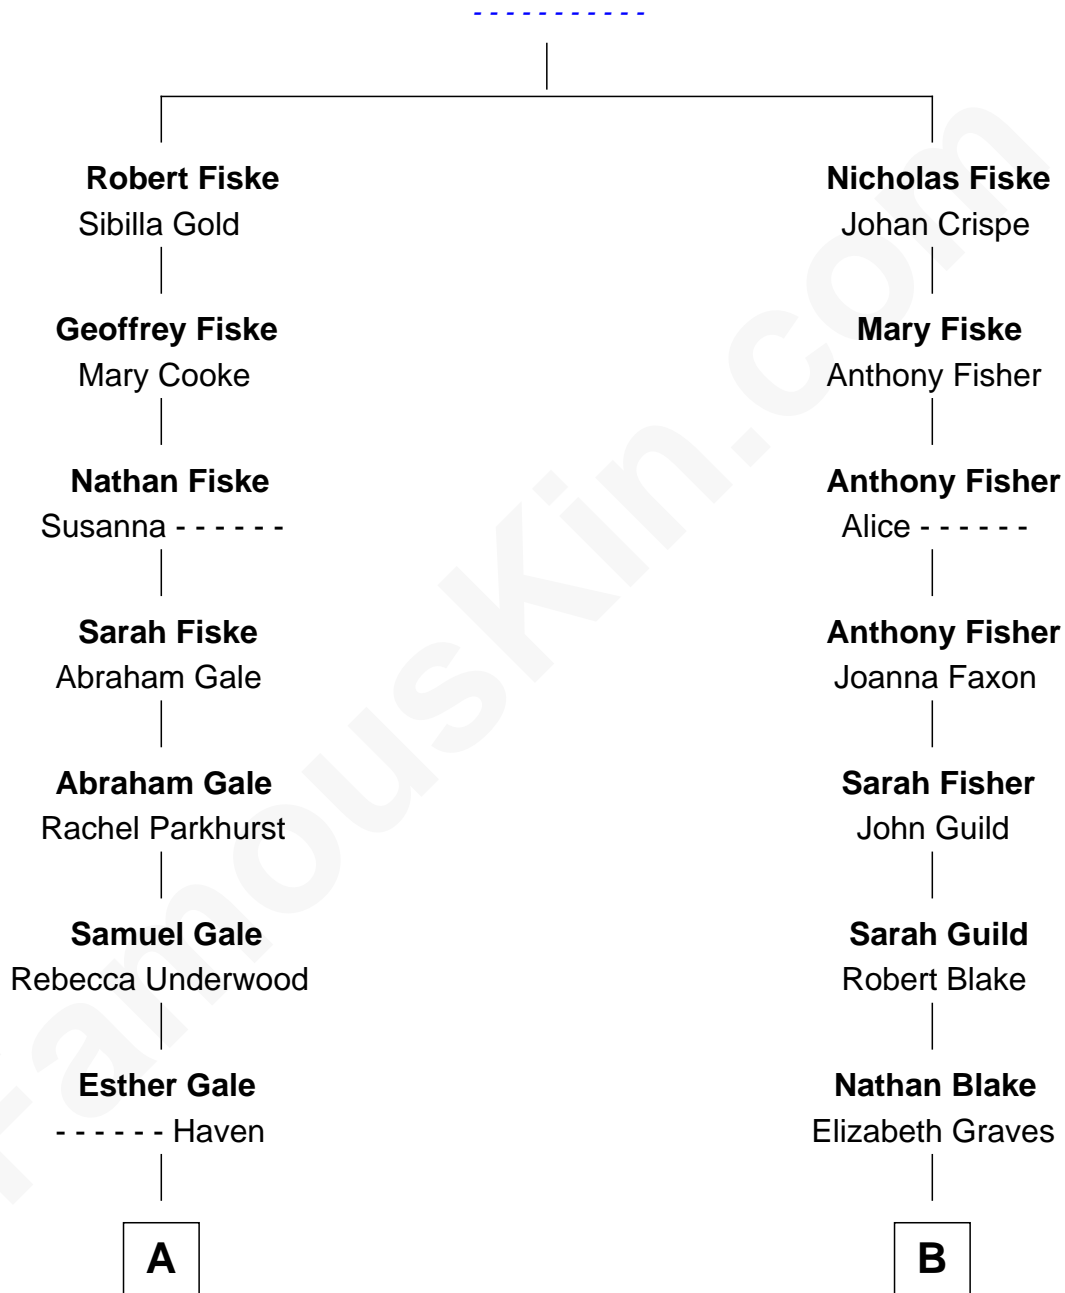 - - - - - - - - - - -
Robert Fiske
Sibilla Gold
Geoffrey Fiske
Mary Cooke
Nathan Fiske
Susanna - - - - - -
Sarah Fiske
Abraham Gale
Abraham Gale
Rachel Parkhurst
Samuel Gale
Rebecca Underwood
Esther Gale
- - - - - - Haven
A
Nicholas Fiske
Johan Crispe
Mary Fiske
Anthony Fisher
Anthony Fisher
Alice - - - - - -
Anthony Fisher
Joanna Faxon
Sarah Fisher
John Guild
Sarah Guild
Robert Blake
Nathan Blake
Elizabeth Graves
B
FamousKin.com